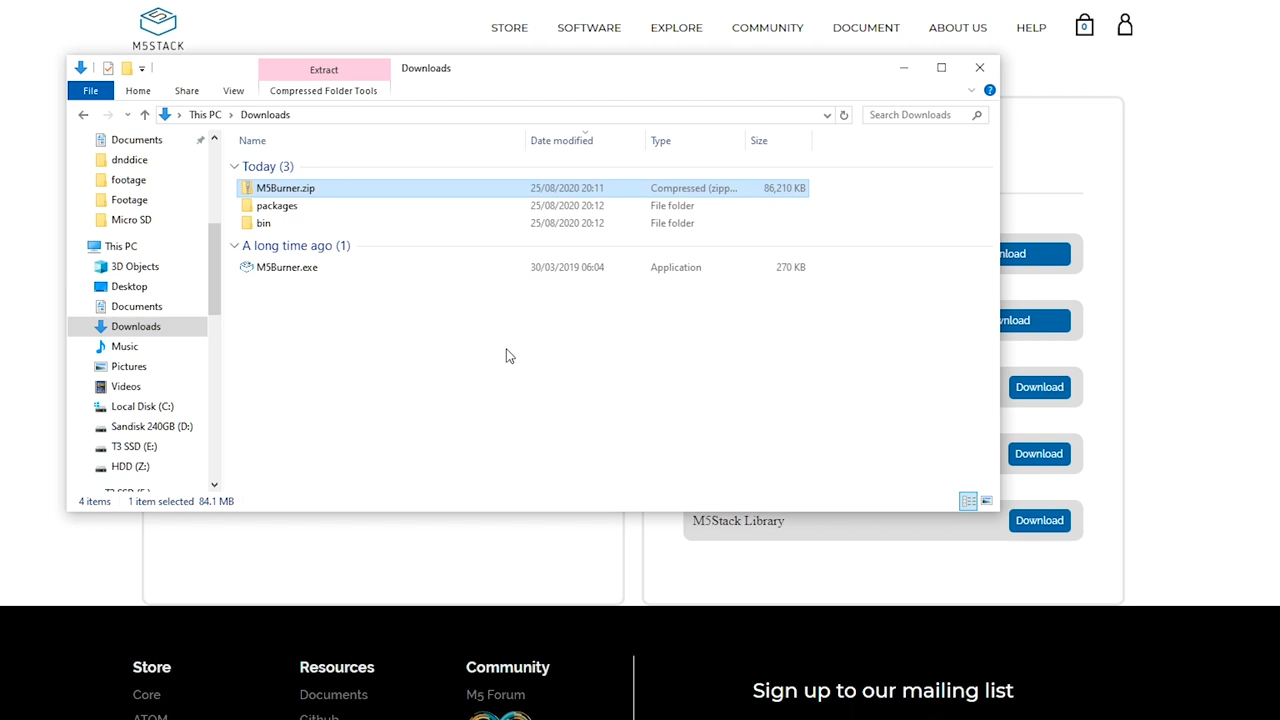 M5STACK
STORE SOFTWARE EXPLORE COMMUNITY DOCUMENT ABOUT US HELP 0
Extract Downloads
File Home Share View Compressed Folder Tools
This PC > Downloads Search Downloads
Documents
dnddice
footage
Footage
Micro SD
This PC
3D Objects
Desktop
Documents
Downloads
Music
Pictures
Videos
Local Disk (C:)
Sandisk 240GB (D:)
T3 SSD (E:)
HDD (Z:)
Name Date modified Type Size
Today (3)
M5Burner.zip 25/08/2020 20:11 Compressed (zipp... 86,210 KB
packages 25/08/2020 20:12 File folder
bin 25/08/2020 20:12 File folder
A long time ago (1)
M5Burner.exe 30/03/2019 06:04 Application 270 KB
4 items 1 item selected 84.1 MB
nload
wnload
Download
Download
M5Stack Library Download
Store Resources Community
Core Documents M5 Forum
ATOM Github
Sign up to our mailing list